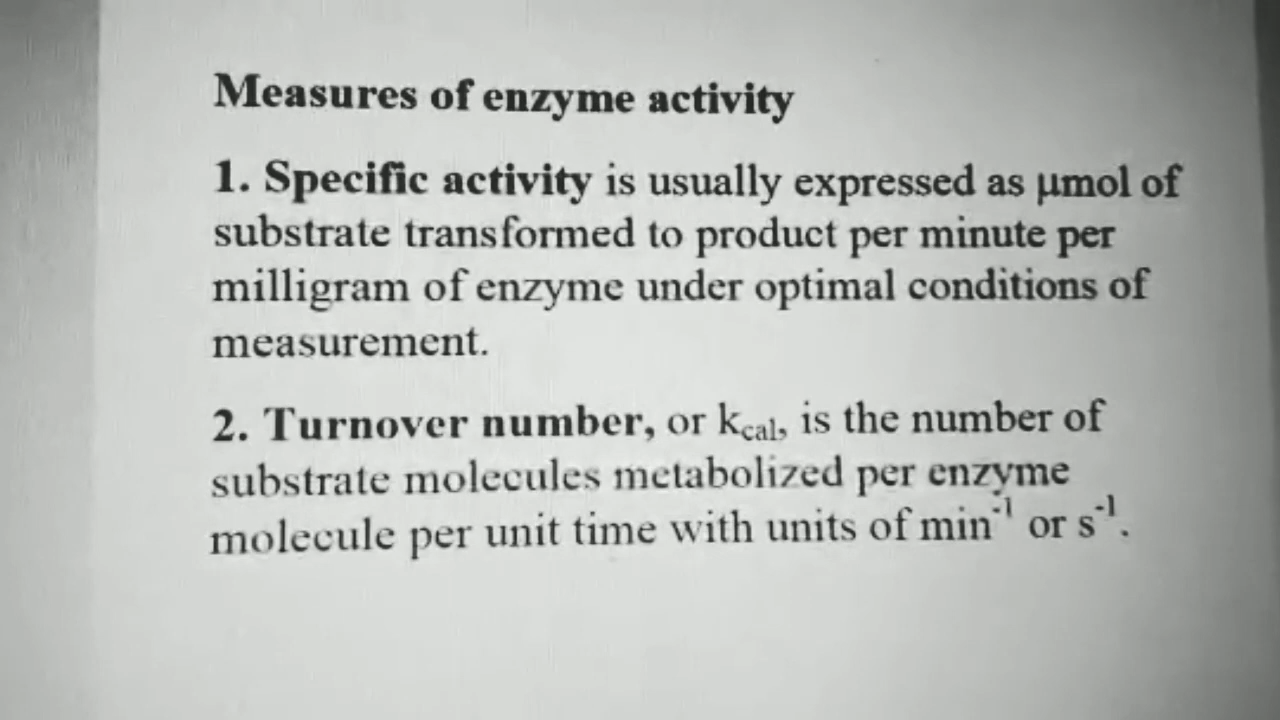 Measures of enzyme activity
1. Specific activity is usually expressed as µmol of
substrate transformed to product per minute per
milligram of enzyme under optimal conditions of
measurement.
2. Turnover number, or kcal, is the number of
substrate molecules metabolized per enzyme
molecule per unit time with units of min⁻¹ or s⁻¹.